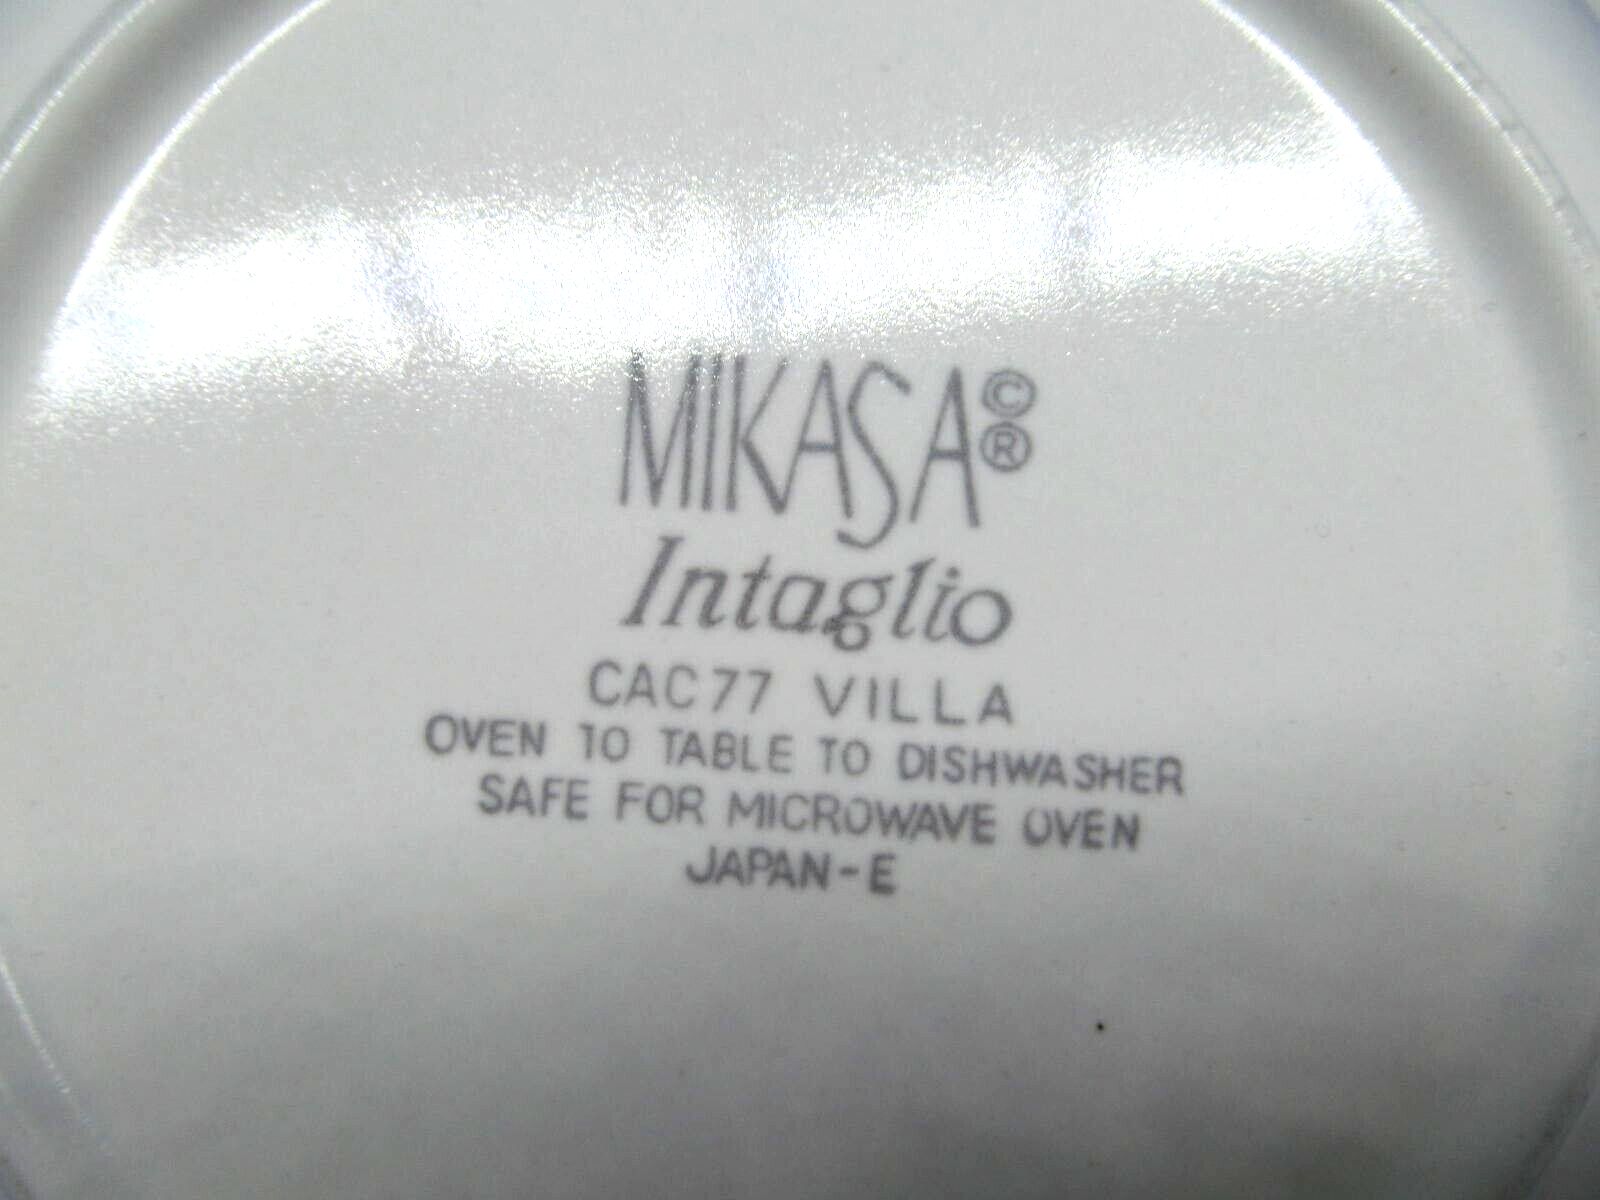 MIKASA©®
Intaglio
CAC77 VILLA
OVEN TO TABLE TO DISHWASHER
SAFE FOR MICROWAVE OVEN
JAPAN-E